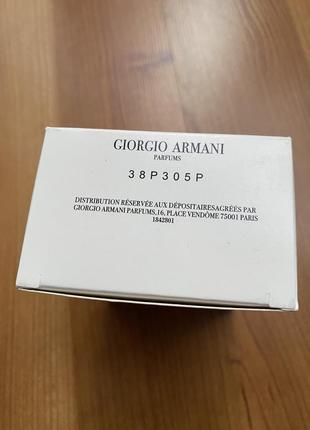 GIORGIO ARMANI
PARFUMS
38P305P
DISTRIBUTION RÉSERVÉE AUX DÉPOSITAIRESAGRÉÉS PAR
GIORGIO ARMANI PARFUMS,16, PLACE VENDÔME 75001 PARIS
1842801